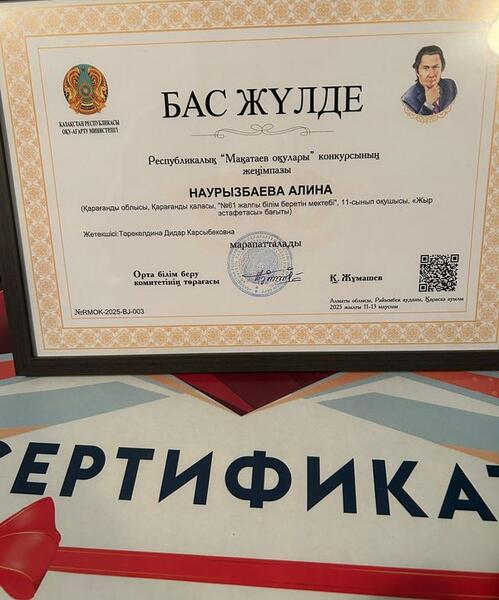 ҚАЗАҚСТАН РЕСПУБЛИКАСЫ
ОҚУ-АҒАРТУ МИНИСТРЛІГІ
БАС ЖҮЛДЕ
Республикалық "Мақатаев оқулары" конкурсының
жеңімпазы
НАУРЫЗБАЕВА АЛИНА
(Қарағанды облысы, Қарағанды қаласы, "№61 жалпы білім беретін мектебі", 11-сынып оқушысы, «Жыр
эстафетасы» бағыты)
Жетекшісі:Торекелдина Дидар Карсыбековна
марапатталады
Орта білім беру
комитетінің төрағасы
Қ. Жұмашев
Алматы облысы, Райымбек ауданы, Қарасаз ауылы
2025 жылғы 11-13 маусым
№RMOK-2025-BJ-003
СЕРТИФИКА